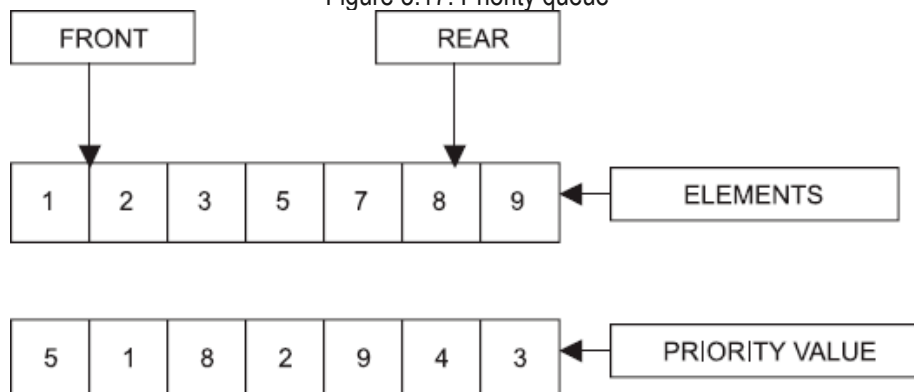 Figure 5.17. Priority queue
FRONT REAR
1 2 3 5 7 8 9 ELEMENTS
5 1 8 2 9 4 3 PRIORITY VALUE